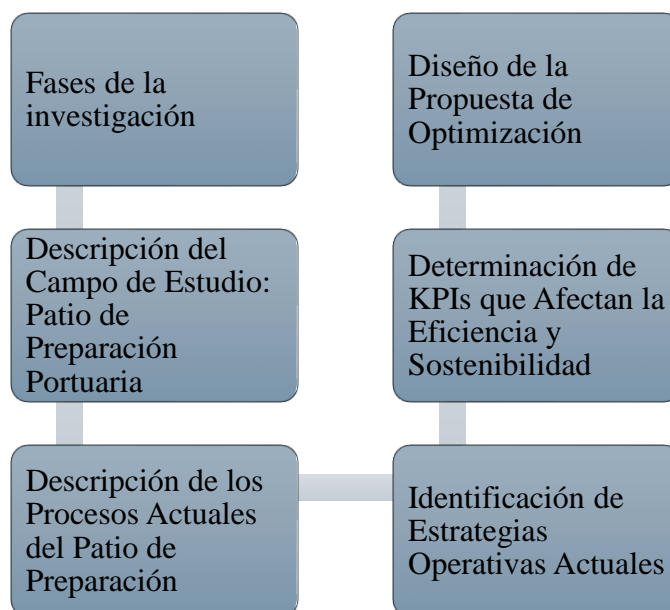 Fases de la
investigación
Descripción del
Campo de Estudio:
Patio de
Preparación
Portuaria
Descripción de los
Procesos Actuales
del Patio de
Preparación
Identificación de
Estrategias
Operativas Actuales
Determinación de
KPIs que Afectan la
Eficiencia y
Sostenibilidad
Diseño de la
Propuesta de
Optimización